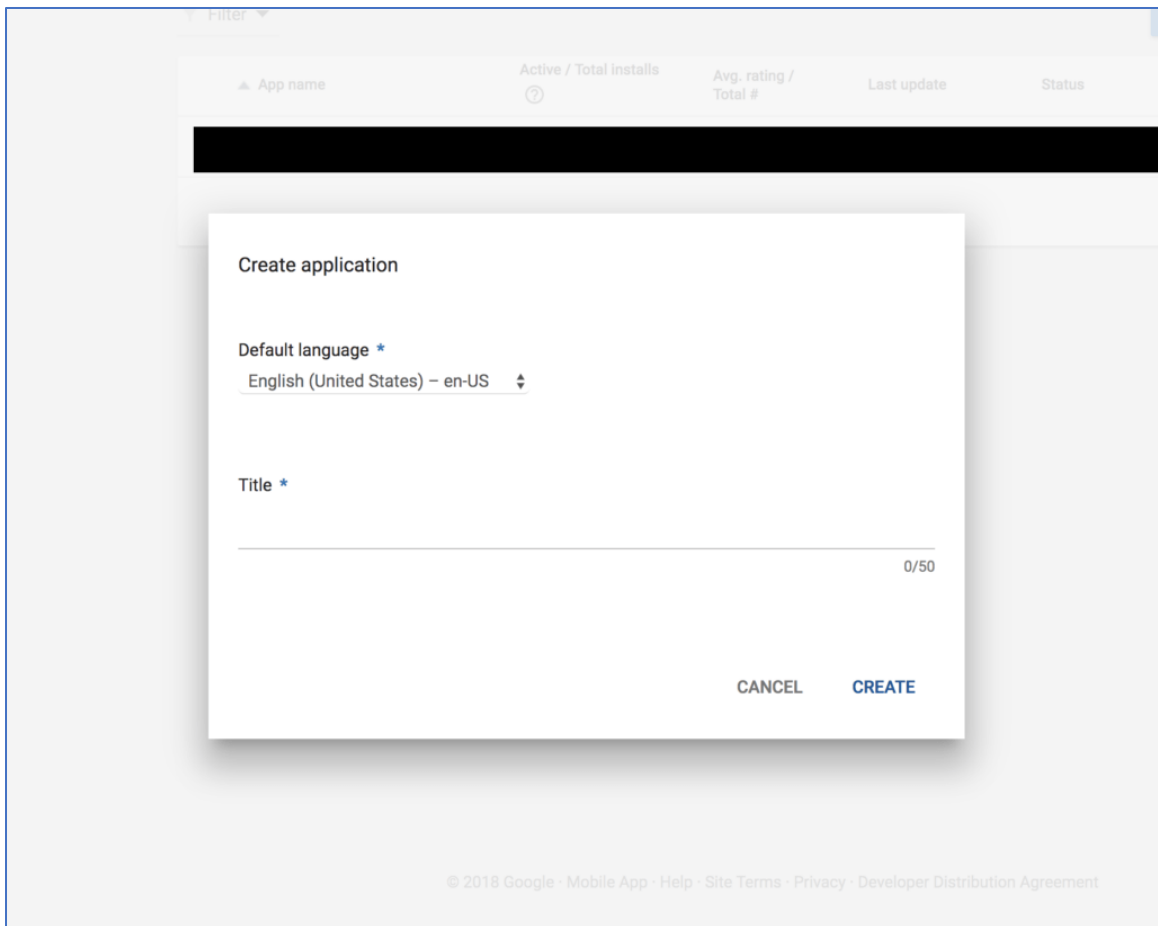 Filter
App name
Active / Total installs
Avg. rating /
Total #
Last update
Status
Create application
Default language *
English (United States) – en-US
Title *
0/50
CANCEL CREATE
© 2018 Google · Mobile App · Help · Site Terms · Privacy · Developer Distribution Agreement